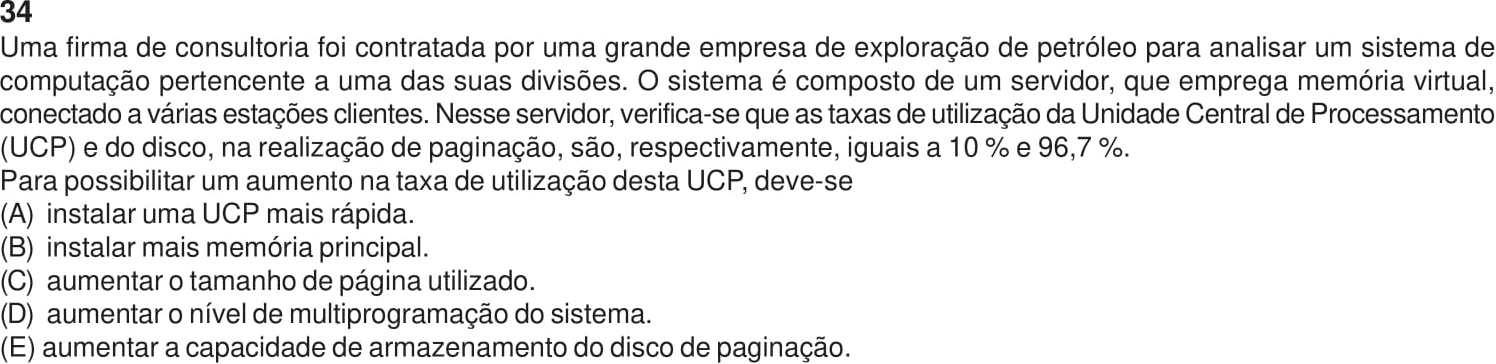 34
Uma firma de consultoria foi contratada por uma grande empresa de exploração de petróleo para analisar um sistema de
computação pertencente a uma das suas divisões. O sistema é composto de um servidor, que emprega memória virtual,
conectado a várias estações clientes. Nesse servidor, verifica-se que as taxas de utilização da Unidade Central de Processamento
(UCP) e do disco, na realização de paginação, são, respectivamente, iguais a 10 % e 96,7 %.
Para possibilitar um aumento na taxa de utilização desta UCP, deve-se
(A) instalar uma UCP mais rápida.
(B) instalar mais memória principal.
(C) aumentar o tamanho de página utilizado.
(D) aumentar o nível de multiprogramação do sistema.
(E) aumentar a capacidade de armazenamento do disco de paginação.